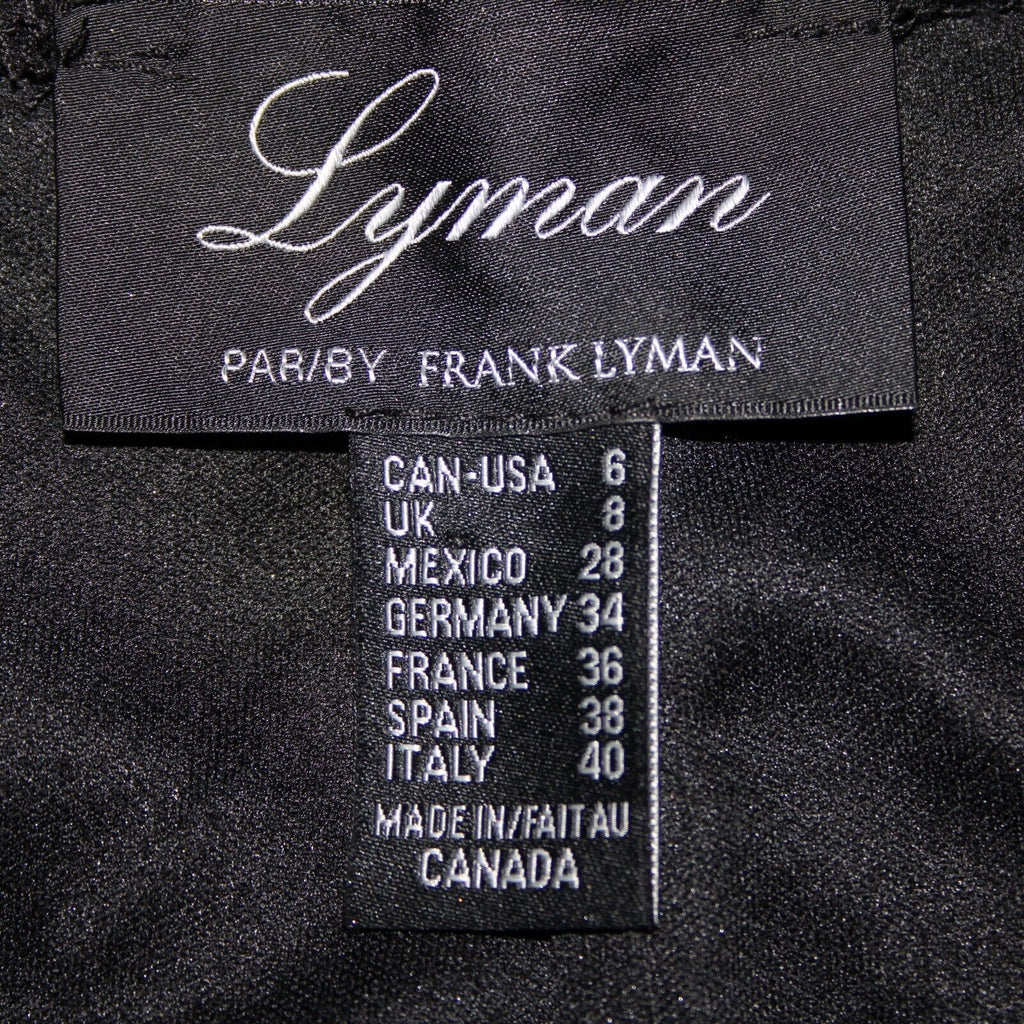 Lyman
PAR/BY FRANK LYMAN
CAN-USA 6
UK 8
MEXICO 28
GERMANY 34
FRANCE 36
SPAIN 38
ITALY 40
MADE IN/FAIT AU
CANADA